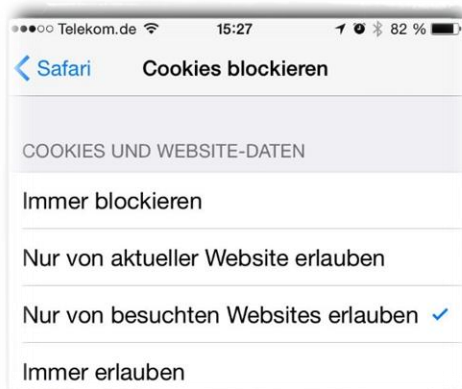 Telekom.de 15:27 82 %
Safari Cookies blockieren
COOKIES UND WEBSITE-DATEN
Immer blockieren
Nur von aktueller Website erlauben
Nur von besuchten Websites erlauben
Immer erlauben